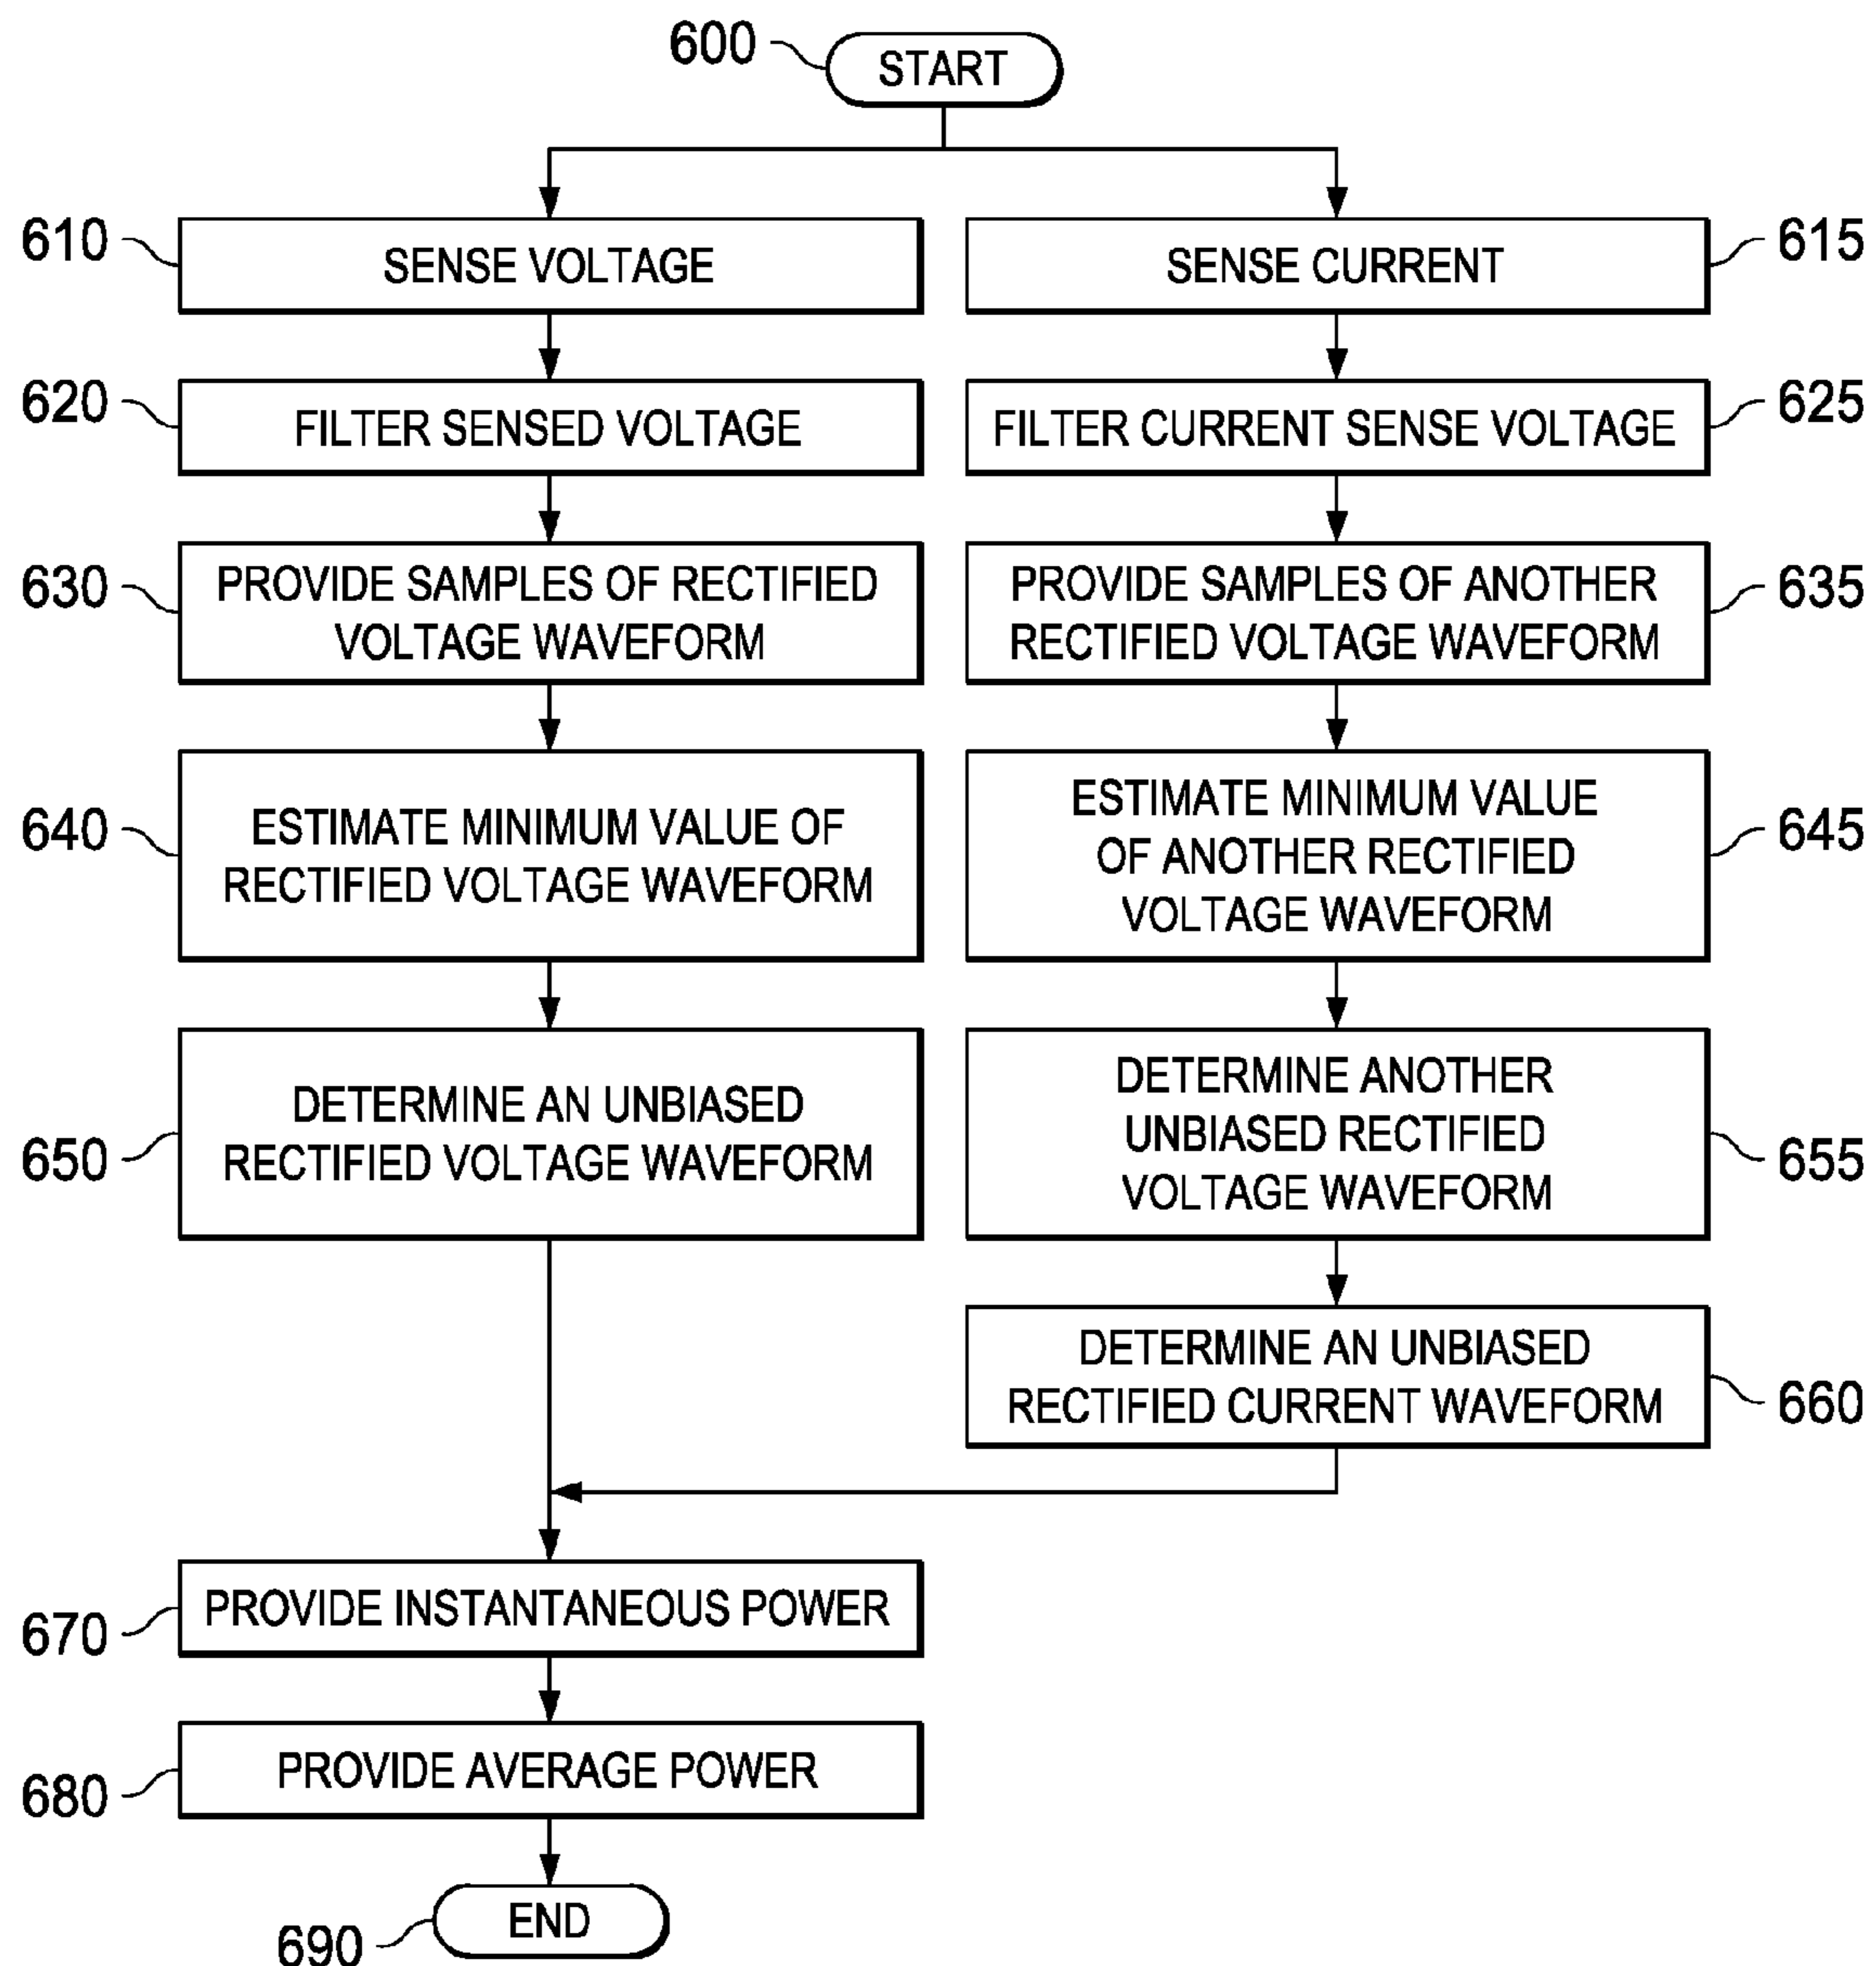 600
START
610
SENSE VOLTAGE
SENSE CURRENT
615
620
FILTER SENSED VOLTAGE
FILTER CURRENT SENSE VOLTAGE
625
630
PROVIDE SAMPLES OF RECTIFIED
VOLTAGE WAVEFORM
PROVIDE SAMPLES OF ANOTHER
RECTIFIED VOLTAGE WAVEFORM
635
640
ESTIMATE MINIMUM VALUE OF
RECTIFIED VOLTAGE WAVEFORM
ESTIMATE MINIMUM VALUE
OF ANOTHER RECTIFIED
VOLTAGE WAVEFORM
645
650
DETERMINE AN UNBIASED
RECTIFIED VOLTAGE WAVEFORM
DETERMINE ANOTHER
UNBIASED RECTIFIED
VOLTAGE WAVEFORM
655
DETERMINE AN UNBIASED
RECTIFIED CURRENT WAVEFORM
660
670
PROVIDE INSTANTANEOUS POWER
680
PROVIDE AVERAGE POWER
690
END